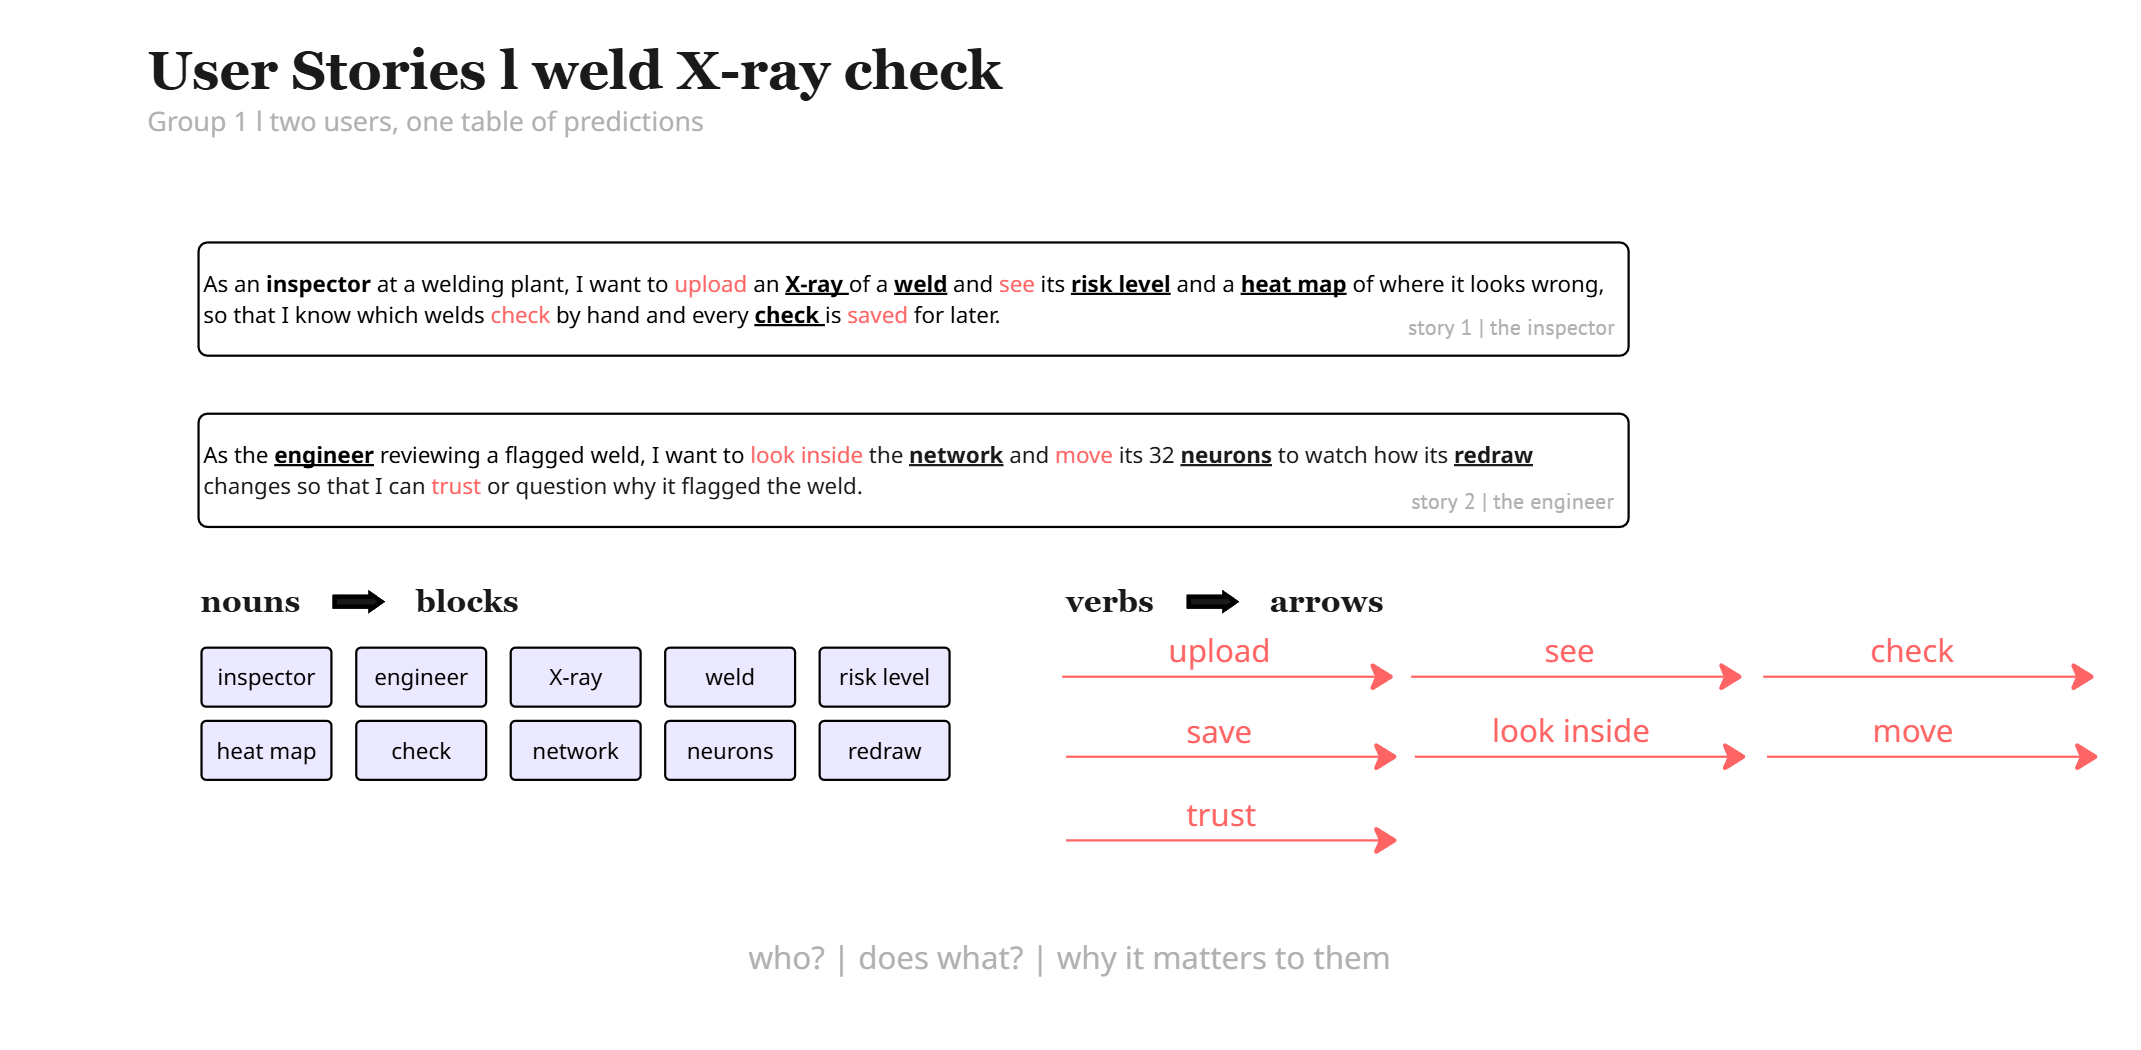 User Stories l weld X-ray check
Group 1 l two users, one table of predictions
As an inspector at a welding plant, I want to upload an X-ray of a weld and see its risk level and a heat map of where it looks wrong,
so that I know which welds check by hand and every check is saved for later.
story 1 | the inspector
As the engineer reviewing a flagged weld, I want to look inside the network and move its 32 neurons to watch how its redraw
changes so that I can trust or question why it flagged the weld.
story 2 | the engineer
nouns blocks
inspector engineer X-ray weld risk level
heat map check network neurons redraw
verbs arrows
upload see check
save look inside move
trust
who? | does what? | why it matters to them